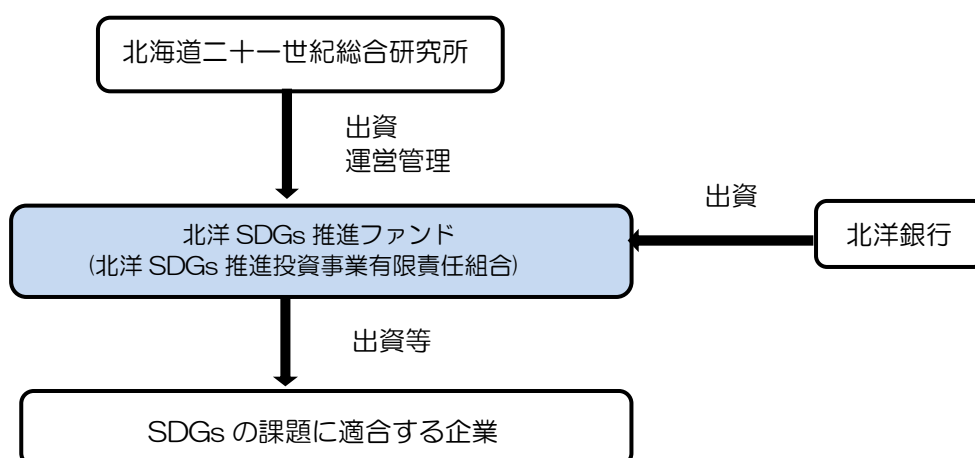 北海道二十一世紀総合研究所
出資
運営管理
出資
北洋 SDGs 推進ファンド
(北洋 SDGs 推進投資事業有限責任組合)
北洋銀行
出資等
SDGs の課題に適合する企業